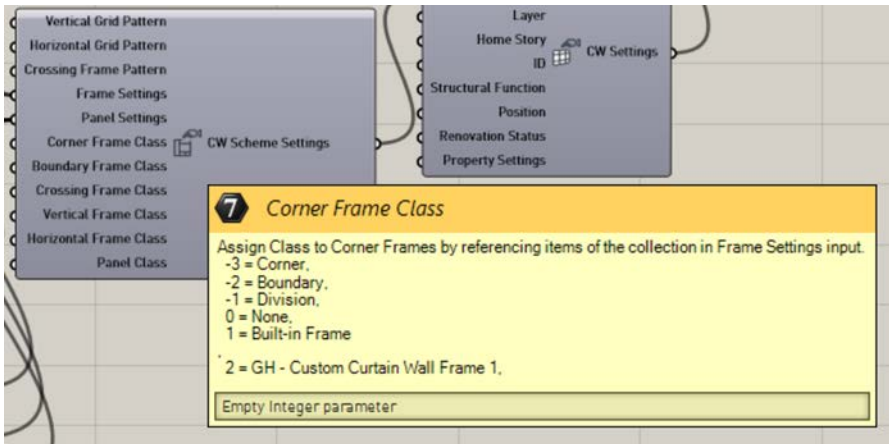 Vertical Grid Pattern
Horizontal Grid Pattern
Crossing Frame Pattern
Frame Settings
Panel Settings
Corner Frame Class
Boundary Frame Class
Crossing Frame Class
Vertical Frame Class
Horizontal Frame Class
Panel Class
CW Scheme Settings
Layer
Home Story
ID
Structural Function
Position
Renovation Status
Property Settings
CW Settings
7 Corner Frame Class
Assign Class to Corner Frames by referencing items of the collection in Frame Settings input.
-3 = Corner,
-2 = Boundary,
-1 = Division,
0 = None,
1 = Built-in Frame
2 = GH - Custom Curtain Wall Frame 1,
Empty Integer parameter